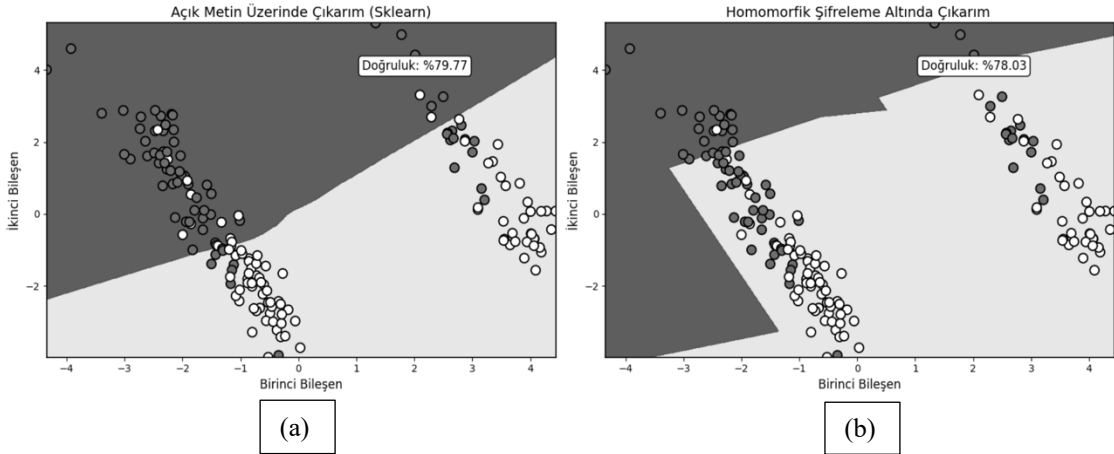 Açık Metin Üzerinde Çıkarım (Sklearn)
Doğruluk: %79.77
İkinci Bileşen
4
2
0
−2
−4
−3
−2
−1
0
1
2
3
4
Birinci Bileşen
(a)
Homomorfik Şifreleme Altında Çıkarım
Doğruluk: %78.03
İkinci Bileşen
4
2
0
−2
−4
−3
−2
−1
0
1
2
3
4
Birinci Bileşen
(b)